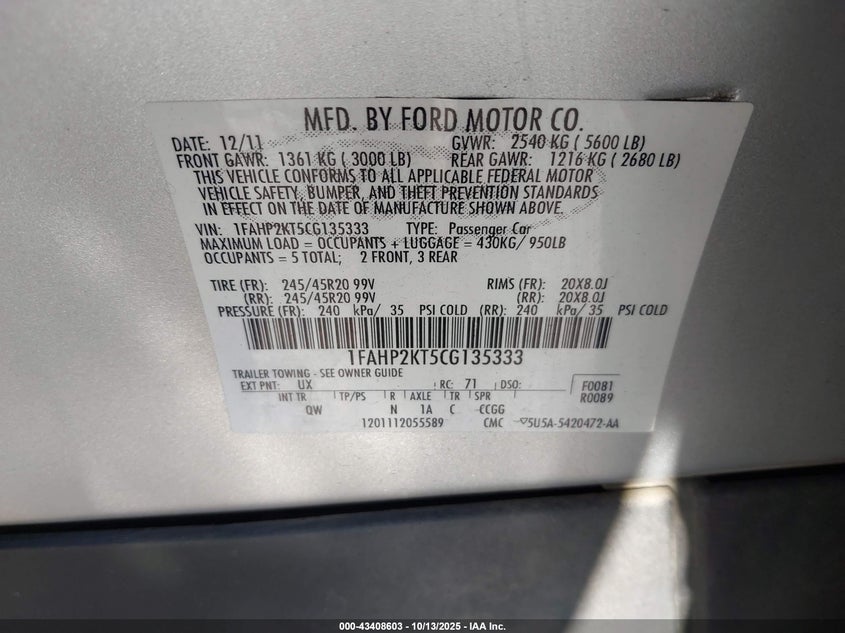 MFD. BY FORD MOTOR CO.
DATE: 12/11 GVWR: 2540 KG ( 5600 LB)
FRONT GAWR: 1361 KG ( 3000 LB) REAR GAWR: 1216 KG ( 2680 LB)
THIS VEHICLE CONFORMS TO ALL APPLICABLE FEDERAL MOTOR
VEHICLE SAFETY, BUMPER, AND THEFT PREVENTION STANDARDS
IN EFFECT ON THE DATE OF MANUFACTURE SHOWN ABOVE.
VIN: 1FAHP2KT5CG135333 TYPE: Passenger Car
MAXIMUM LOAD = OCCUPANTS + LUGGAGE = 430KG/ 950LB
OCCUPANTS = 5 TOTAL; 2 FRONT, 3 REAR
TIRE (FR): 245/45R20 99V RIMS (FR): 20X8.0J
(RR): 245/45R20 99V (RR): 20X8.0J
PRESSURE (FR): 240 kPa/ 35 PSI COLD (RR): 240 kPa/ 35 PSI COLD
1FAHP2KT5CG135333
TRAILER TOWING - SEE OWNER GUIDE
EXT PNT: UX RC: 71 DSO: F0081
INT TR TP/PS R AXLE TR SPR R0089
QW N 1A C CCGG
1201112055589 CMC 5U5A-5420472-AA
000-43408603 - 10/13/2025 - IAA Inc.